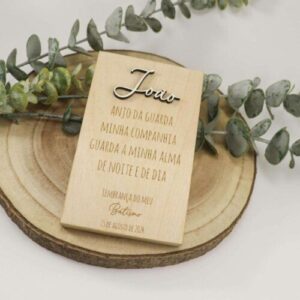 João
ANJO DA GUARDA
MINHA COMPANHIA
GUARDA A MINHA ALMA
DE NOITE E DE DIA
LEMBRANÇA DO MEU
Batismo
25 DE AGOSTO DE 2024